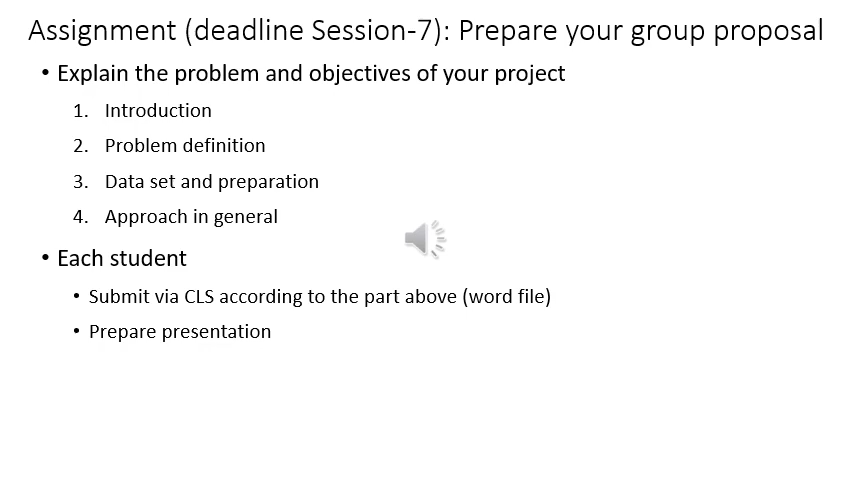 Assignment (deadline Session-7): Prepare your group proposal
• Explain the problem and objectives of your project
1. Introduction
2. Problem definition
3. Data set and preparation
4. Approach in general
• Each student
• Submit via CLS according to the part above (word file)
• Prepare presentation